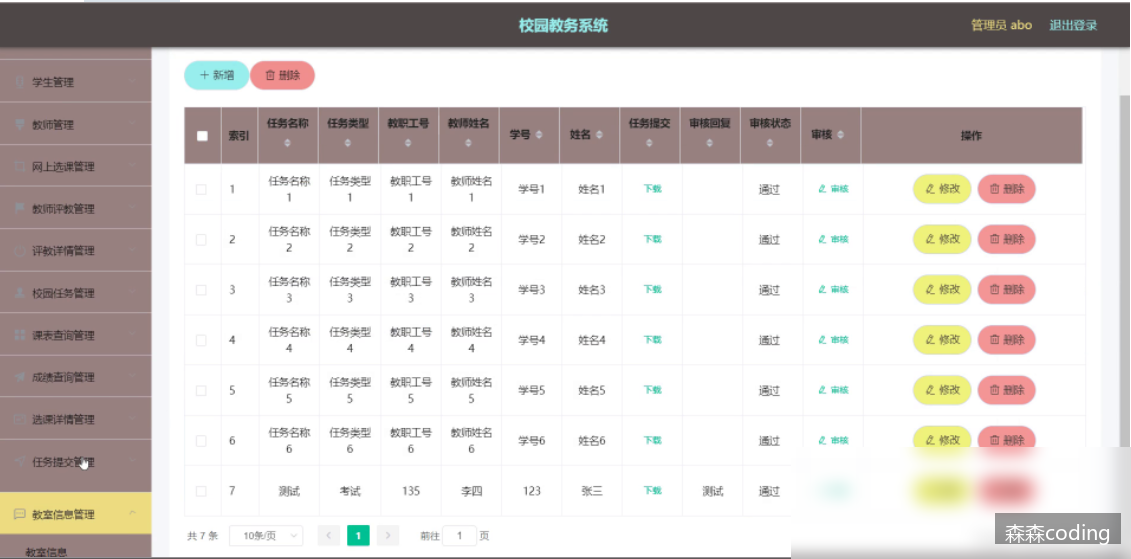 校园教务系统
管理员 abo 退出登录
学生管理
教师管理
网上选课管理
教师评教管理
评教详情管理
校园任务管理
课表查询管理
成绩查询管理
选课详情管理
任务提交管理
教室信息管理
教室信息
+ 新增 删除
索引 任务名称 任务类型 教职工号 教师姓名 学号 姓名 任务提交 审核回复 审核状态 审核 操作
1 任务名称1 任务类型1 教职工号1 教师姓名1 学号1 姓名1 下载 通过 审核 修改 删除
2 任务名称2 任务类型2 教职工号2 教师姓名2 学号2 姓名2 下载 通过 审核 修改 删除
3 任务名称3 任务类型3 教职工号3 教师姓名3 学号3 姓名3 下载 通过 审核 修改 删除
4 任务名称4 任务类型4 教职工号4 教师姓名4 学号4 姓名4 下载 通过 审核 修改 删除
5 任务名称5 任务类型5 教职工号5 教师姓名5 学号5 姓名5 下载 通过 审核 修改 删除
6 任务名称6 任务类型6 教职工号6 教师姓名6 学号6 姓名6 下载 通过 审核 修改 删除
7 测试 考试 135 李四 123 张三 下载 测试 通过
共 7 条 10条/页 < 1 > 前往 1 页
森森coding